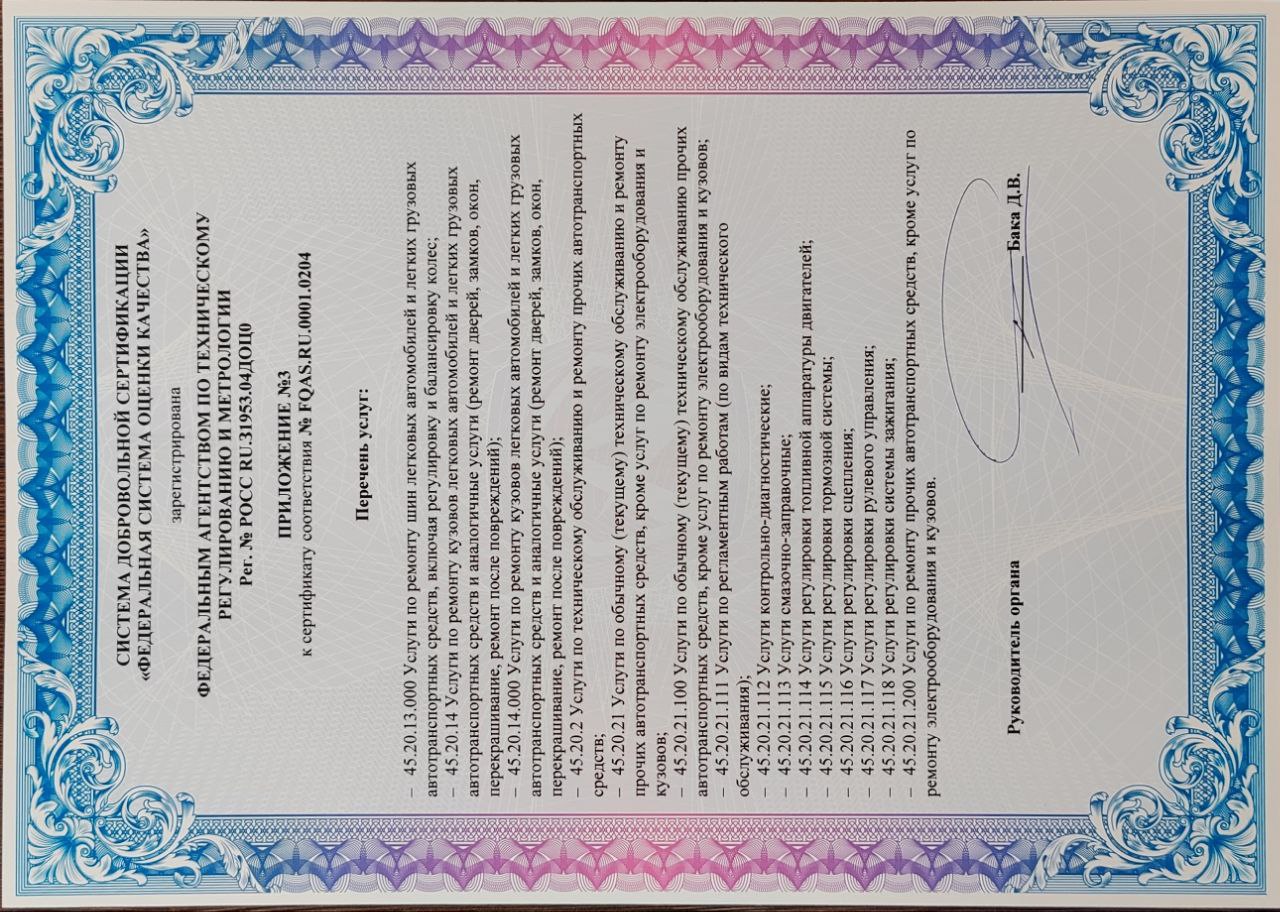 СИСТЕМА ДОБРОВОЛЬНОЙ СЕРТИФИКАЦИИ
«ФЕДЕРАЛЬНАЯ СИСТЕМА ОЦЕНКИ КАЧЕСТВА»
зарегистрирована
ФЕДЕРАЛЬНЫМ АГЕНТСТВОМ ПО ТЕХНИЧЕСКОМУ
РЕГУЛИРОВАНИЮ И МЕТРОЛОГИИ
Рег. № РОСС RU.31953.04ДОЦ0
ПРИЛОЖЕНИЕ №3
к сертификату соответствия № FQAS.RU.0001.0204
Перечень услуг:
– 45.20.13.000 Услуги по ремонту шин легковых автомобилей и легких грузовых
автотранспортных средств, включая регулировку и балансировку колес;
– 45.20.14 Услуги по ремонту кузовов легковых автомобилей и легких грузовых
автотранспортных средств и аналогичные услуги (ремонт дверей, замков, окон,
перекрашивание, ремонт после повреждений);
– 45.20.14.000 Услуги по ремонту кузовов легковых автомобилей и легких грузовых
автотранспортных средств и аналогичные услуги (ремонт дверей, замков, окон,
перекрашивание, ремонт после повреждений);
– 45.20.2 Услуги по техническому обслуживанию и ремонту прочих автотранспортных
средств;
– 45.20.21 Услуги по обычному (текущему) техническому обслуживанию и ремонту
прочих автотранспортных средств, кроме услуг по ремонту электрооборудования и
кузовов;
– 45.20.21.100 Услуги по обычному (текущему) техническому обслуживанию прочих
автотранспортных средств, кроме услуг по ремонту электрооборудования и кузовов;
– 45.20.21.111 Услуги по регламентным работам (по видам технического
обслуживания);
– 45.20.21.112 Услуги контрольно-диагностические;
– 45.20.21.113 Услуги смазочно-заправочные;
– 45.20.21.114 Услуги регулировки топливной аппаратуры двигателей;
– 45.20.21.115 Услуги регулировки тормозной системы;
– 45.20.21.116 Услуги регулировки сцепления;
– 45.20.21.117 Услуги регулировки рулевого управления;
– 45.20.21.118 Услуги регулировки системы зажигания;
– 45.20.21.200 Услуги по ремонту прочих автотранспортных средств, кроме услуг по
ремонту электрооборудования и кузовов.
Руководитель органа Бака Д.В.